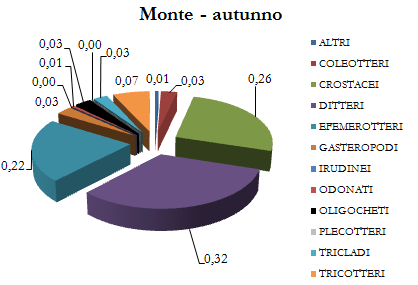 Monte - autunno
0,03
0,00
0,03
0,01
0,00
0,03
0,07
0,01
0,03
0,26
0,22
0,32
ALTRI
COLEOTTERI
CROSTACEI
DITTERI
EFEMEROTTERI
GASTEROPODI
IRUDINEI
ODONATI
OLIGOCHETI
PLECOTTERI
TRICLADI
TRICOTTERI